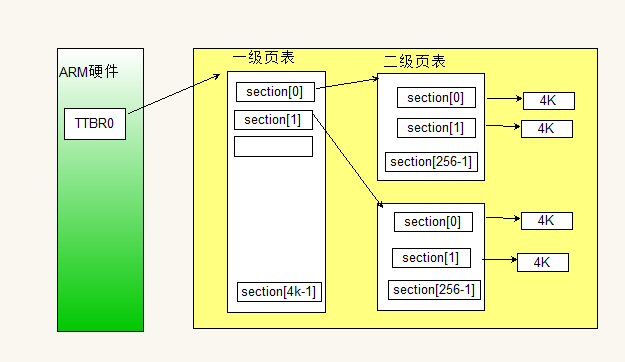 ARM硬件
TTBR0
一级页表
section[0]
section[1]
section[4k-1]
二级页表
section[0]
4K
section[1]
4K
section[256-1]
section[0]
4K
section[1]
4K
section[256-1]